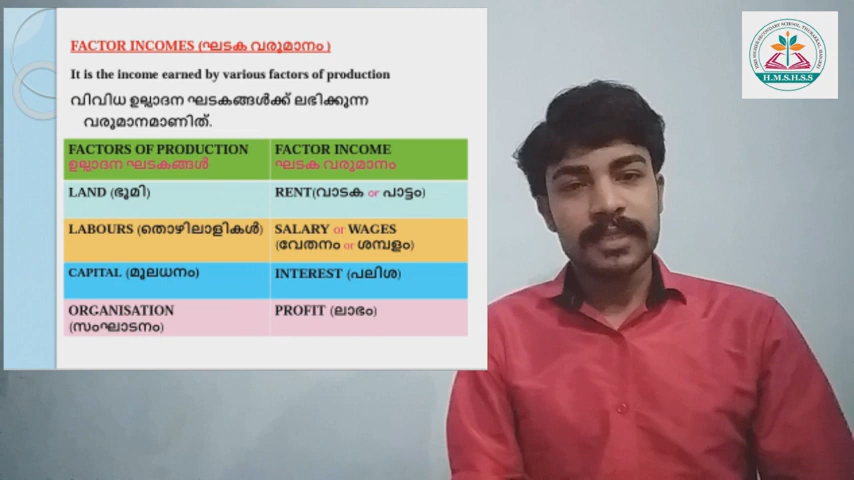 FACTOR INCOMES (ഘടക വരുമാനം )
It is the income earned by various factors of production
വിവിധ ഉല്പാദന ഘടകങ്ങൾക്ക് ലഭിക്കുന്ന
വരുമാനമാണിത്.
FACTORS OF PRODUCTION
ഉല്പാദന ഘടകങ്ങൾ
FACTOR INCOME
ഘടക വരുമാനം
LAND (ഭൂമി)
RENT(വാടക or പാട്ടം)
LABOURS (തൊഴിലാളികൾ)
SALARY or WAGES
(വേതനം or ശമ്പളം)
CAPITAL (മൂലധനം)
INTEREST (പലിശ)
ORGANISATION
(സംഘാടനം)
PROFIT (ലാഭം)
H.M.S.H.S.S